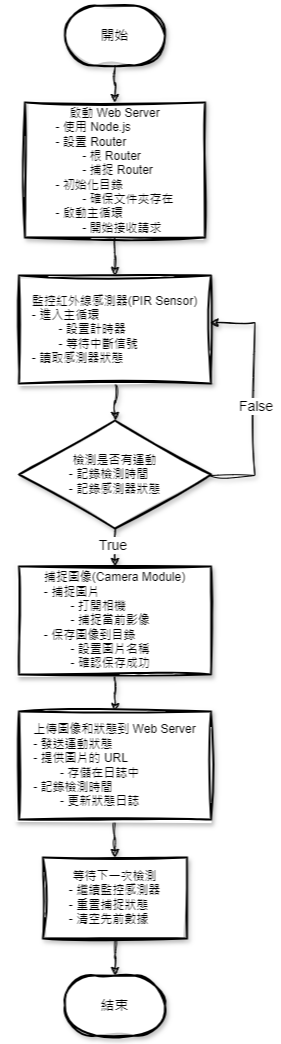 開始
啟動 Web Server
- 使用 Node.js
- 設置 Router
- 根 Router
- 捕捉 Router
- 初始化目錄
- 確保文件夾存在
- 啟動主循環
- 開始接收請求
監控紅外線感測器(PIR Sensor)
- 進入主循環
- 設置計時器
- 等待中斷信號
- 讀取感測器狀態
False
檢測是否有運動
- 記錄檢測時間
- 記錄感測器狀態
True
捕捉圖像(Camera Module)
- 捕捉圖片
- 打開相機
- 捕捉當前影像
- 保存圖像到目錄
- 設置圖片名稱
- 確認保存成功
上傳圖像和狀態到 Web Server
- 發送運動狀態
- 提供圖片的 URL
- 存儲在日誌中
- 記錄檢測時間
- 更新狀態日誌
等待下一次檢測
- 繼續監控感測器
- 重置捕捉狀態
- 清空先前數據
結束